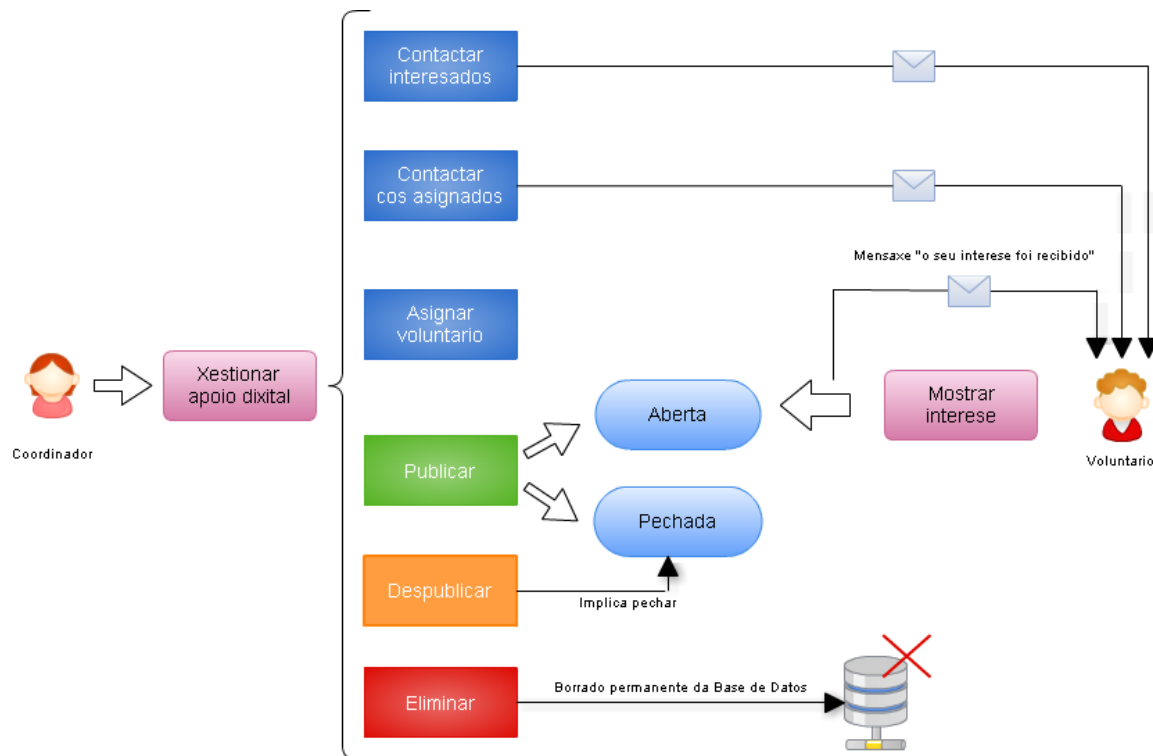 Contactar
interesados
Contactar
cos asignados
Mensaxe "o seu interese foi recibido"
Asignar
voluntario
Xestionar
apoio dixital
Coordinador
Aberta
Mostrar
interese
Voluntario
Publicar
Pechada
Despublicar
Implica pechar
Eliminar
Borrado permanente da Base de Datos